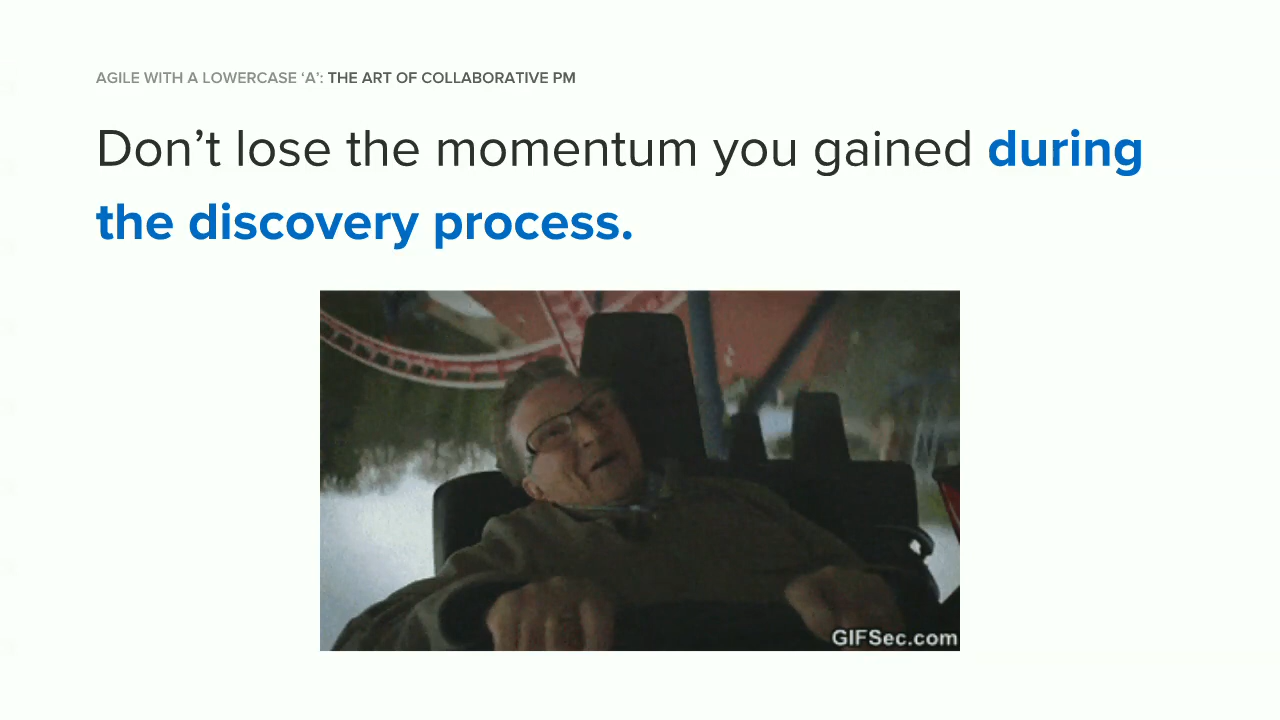 AGILE WITH A LOWERCASE ‘A’: THE ART OF COLLABORATIVE PM
Don’t lose the momentum you gained during
the discovery process.
GIFSec.com